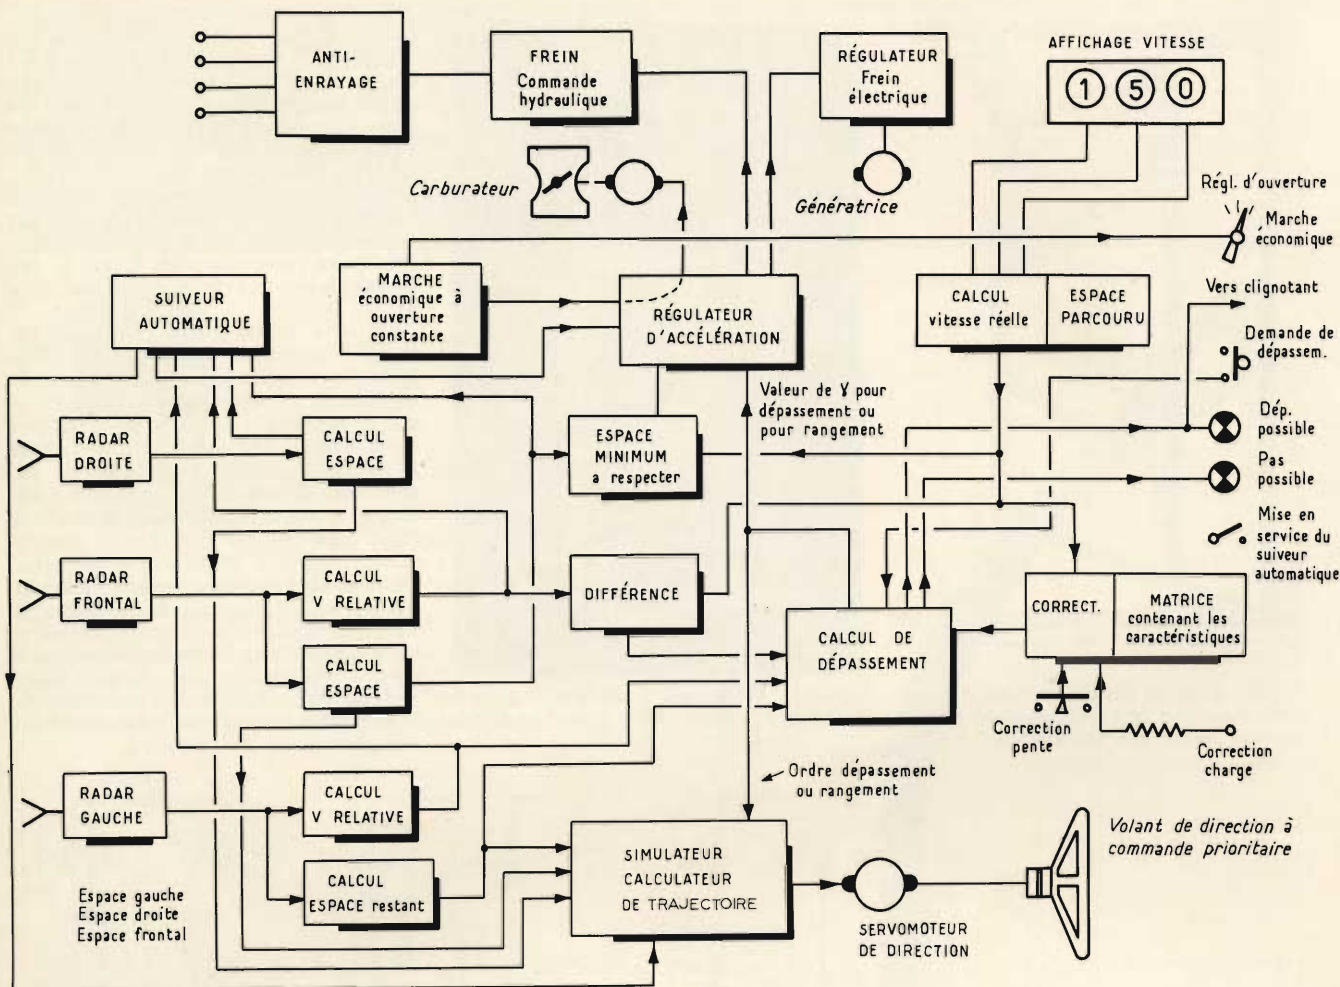 ANTI-
ENRAYAGE
FREIN
Commande
hydraulique
RÉGULATEUR
Frein
électrique
AFFICHAGE VITESSE
1 5 0
Carburateur
Génératrice
Régl. d'ouverture
Marche
économique
SUIVEUR
AUTOMATIQUE
MARCHE
économique à
ouverture
constante
RÉGULATEUR
D'ACCÉLÉRATION
CALCUL
vitesse réelle
ESPACE
PARCOURU
Vers clignotant
Demande de
dépassem.
Valeur de γ pour
dépassement ou
pour rangement
RADAR
DROITE
CALCUL
ESPACE
ESPACE
MINIMUM
a respecter
Dép.
possible
Pas
possible
Mise en
service du
suiveur
automatique
RADAR
FRONTAL
CALCUL
V RELATIVE
DIFFÉRENCE
CALCUL DE
DÉPASSEMENT
CORRECT.
MATRICE
contenant les
caractéristiques
CALCUL
ESPACE
Correction
pente
Correction
charge
RADAR
GAUCHE
CALCUL
V RELATIVE
Ordre dépassement
ou rangement
CALCUL
ESPACE restant
SIMULATEUR
CALCULATEUR
DE TRAJECTOIRE
Volant de direction à
commande prioritaire
Espace gauche
Espace droite
Espace frontal
SERVOMOTEUR
DE DIRECTION